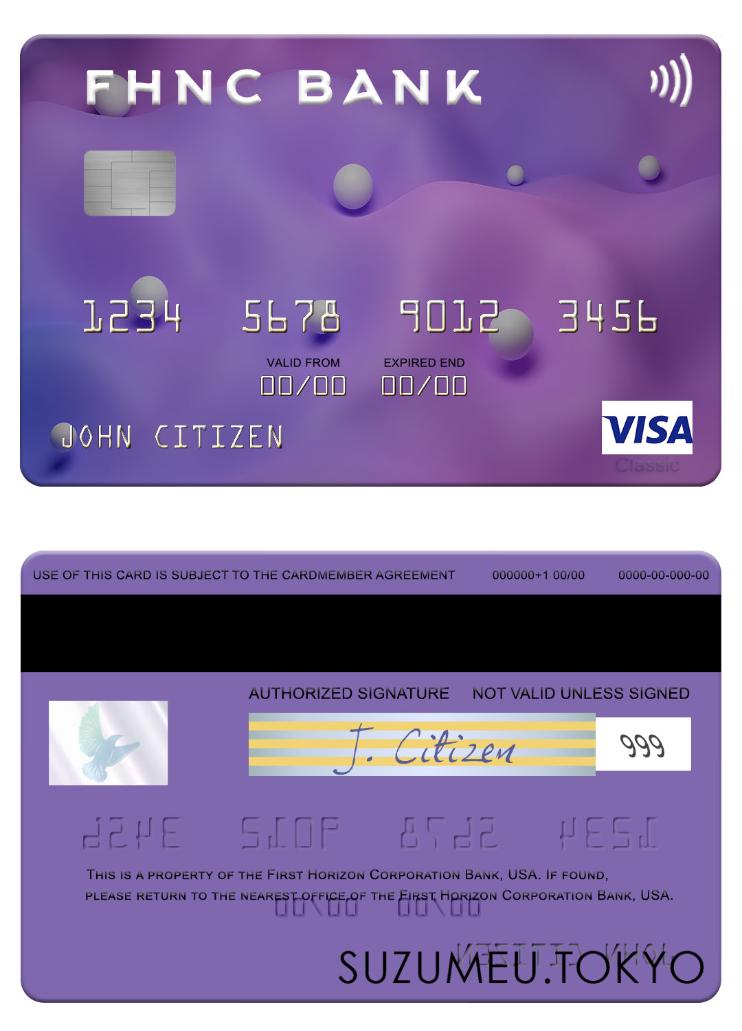 FHNC BANK
1234 5678 9012 3456
VALID FROM EXPIRED END
00/00 00/00
JOHN CITIZEN
VISA
Classic
USE OF THIS CARD IS SUBJECT TO THE CARDMEMBER AGREEMENT 000000+1 00/00 0000-00-000-00
AUTHORIZED SIGNATURE NOT VALID UNLESS SIGNED
J. Citizen 999
THIS IS A PROPERTY OF THE FIRST HORIZON CORPORATION BANK, USA. IF FOUND,
PLEASE RETURN TO THE NEAREST OFFICE OF THE FIRST HORIZON CORPORATION BANK, USA.
SUZUMEU.TOKYO